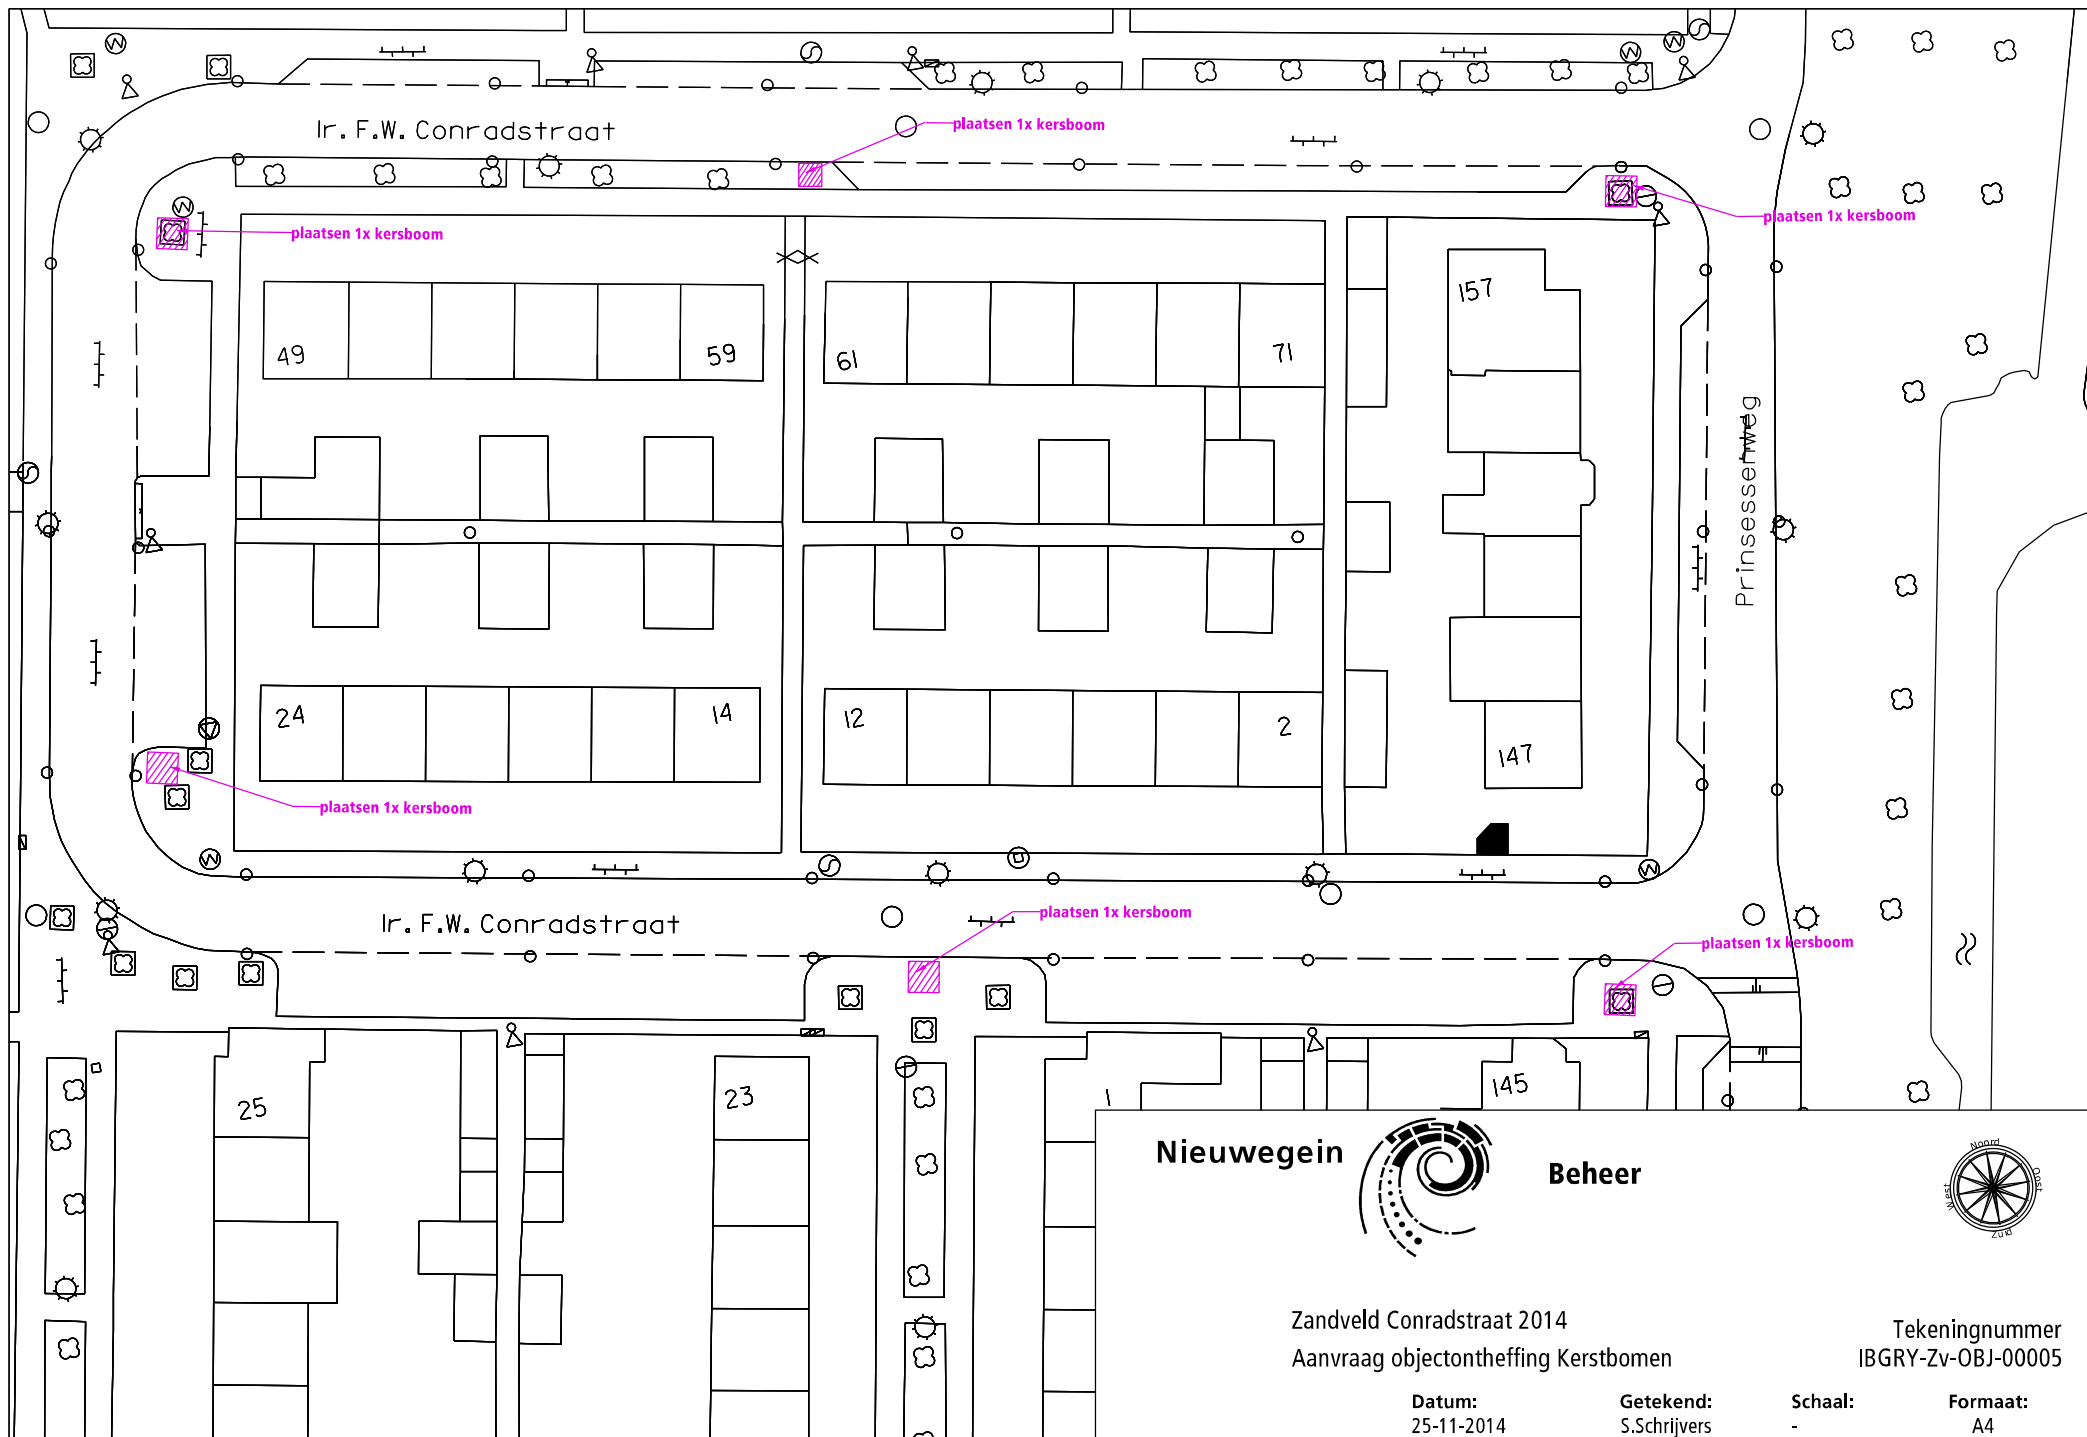 Ir. F.W. Conradstraat
plaatsen 1x kersboom
plaatsen 1x kersboom
plaatsen 1x kersboom
49
59
61
71
157
Prinsessenweg
24
14
12
2
147
plaatsen 1x kersboom
Ir. F.W. Conradstraat
plaatsen 1x kersboom
plaatsen 1x kersboom
25
23
1
145
Nieuwegein
Beheer
Noord
Oost
Zuid
West
Zandveld Conradstraat 2014
Aanvraag objectontheffing Kerstbomen
Tekeningnummer
IBGRY-Zv-OBJ-00005
Datum: Getekend: Schaal: Formaat:
25-11-2014 S.Schrijvers - A4